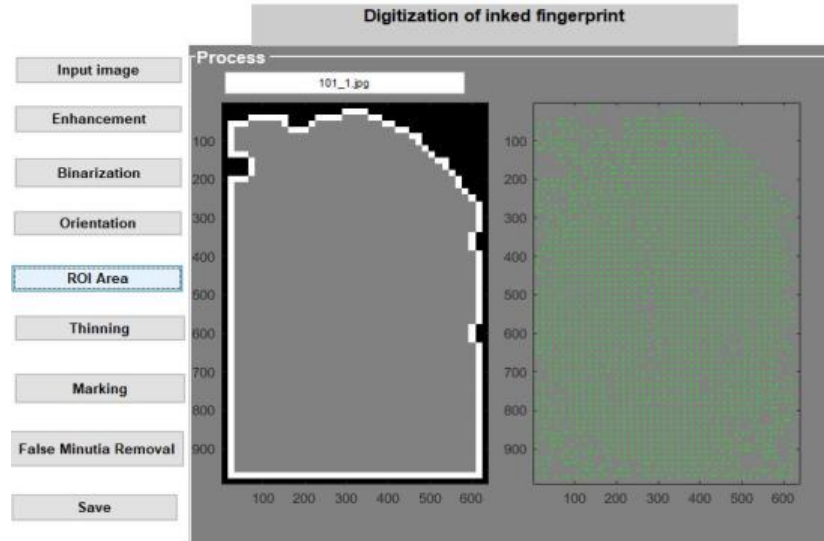 Digitization of inked fingerprint
Process
Input image
Enhancement
Binarization
Orientation
ROI Area
Thinning
Marking
False Minutia Removal
Save
101_1.jpg
100
200
300
400
500
600
700
800
900
100 200 300 400 500 600
100
200
300
400
500
600
700
800
900
100 200 300 400 500 600